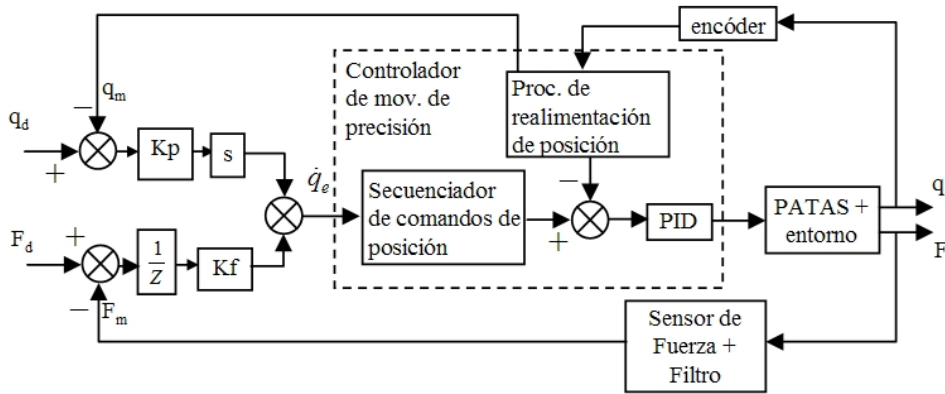 encóder
Controlador
de mov. de
precisión
Proc. de
realimentación
de posición
q_m
−
q_d
+
Kp
s
q̇_e
−
Secuenciador
de comandos de
posición
+
PID
PATAS +
entorno
q
F
F_d
+
1
Z
Kf
−
F_m
Sensor de
Fuerza +
Filtro